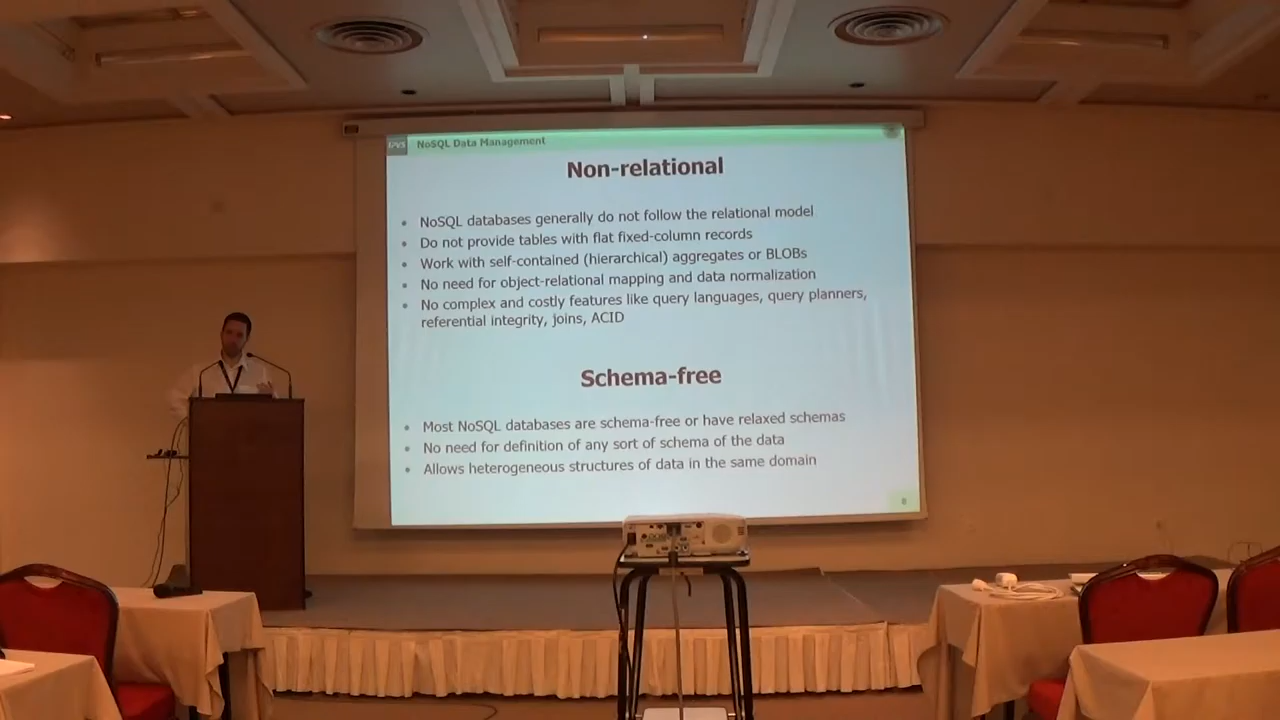 NoSQL Data Management
Non-relational
• NoSQL databases generally do not follow the relational model
• Do not provide tables with flat fixed-column records
• Work with self-contained (hierarchical) aggregates or BLOBs
• No need for object-relational mapping and data normalization
• No complex and costly features like query languages, query planners,
referential integrity, joins, ACID
Schema-free
• Most NoSQL databases are schema-free or have relaxed schemas
• No need for definition of any sort of schema of the data
• Allows heterogeneous structures of data in the same domain
8